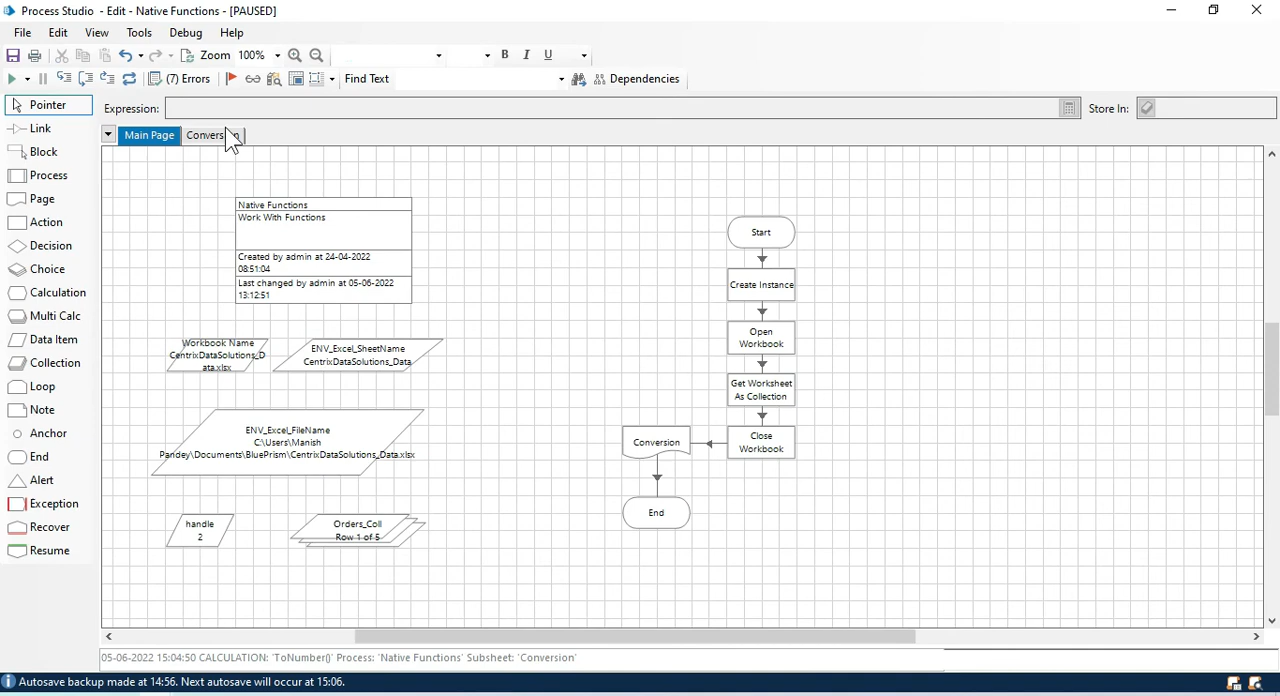 Process Studio - Edit - Native Functions - [PAUSED]
File Edit View Tools Debug Help
Zoom 100% B I U
(7) Errors Find Text Dependencies
Pointer
Expression: Store In:
Link
Main Page
Block
Process
Page
Action
Decision
Choice
Calculation
Multi Calc
Data Item
Collection
Loop
Note
Anchor
End
Alert
Exception
Recover
Resume
Native Functions
Work With Functions
Created by admin at 24-04-2022
08:51:04
Last changed by admin at 05-06-2022
13:12:51
Workbook Name
CentrixDataSolutions_D
ata.xlsx
ENV_Excel_SheetName
CentrixDataSolutions_Data
ENV_Excel_FileName
C:\Users\Manish
Pandey\Documents\BluePrism\CentrixDataSolutions_Data.xlsx
handle
2
Orders_Coll
Row 1 of 5
Start
Create Instance
Open
Workbook
Get Worksheet
As Collection
Close
Workbook
Conversion
End
05-06-2022 15:04:50 CALCULATION: 'ToNumber()' Process: 'Native Functions' Subsheet: 'Conversion'
Autosave backup made at 14:56. Next autosave will occur at 15:06.